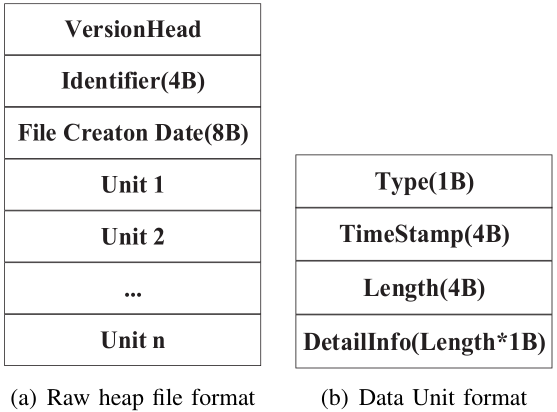 VersionHead
Identifier(4B)
File Creaton Date(8B)
Unit 1
Unit 2
...
Unit n
(a) Raw heap file format
Type(1B)
TimeStamp(4B)
Length(4B)
DetailInfo(Length*1B)
(b) Data Unit format